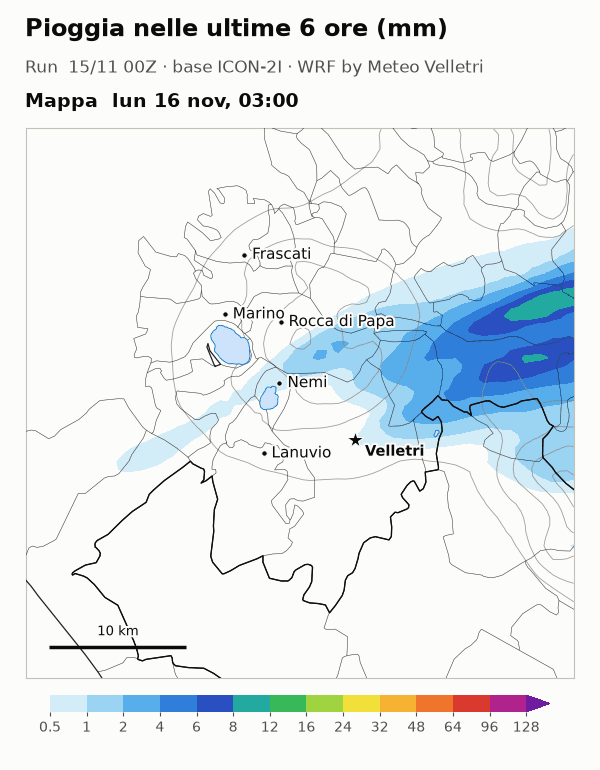 Pioggia nelle ultime 6 ore (mm)
Run  15/11 00Z · base ICON-2I · WRF by Meteo Velletri
Mappa  lun 16 nov, 03:00
Frascati
Marino
Rocca di Papa
Nemi
Velletri
Lanuvio
10 km
0.5 1 2 4 6 8 12 16 24 32 48 64 96 128